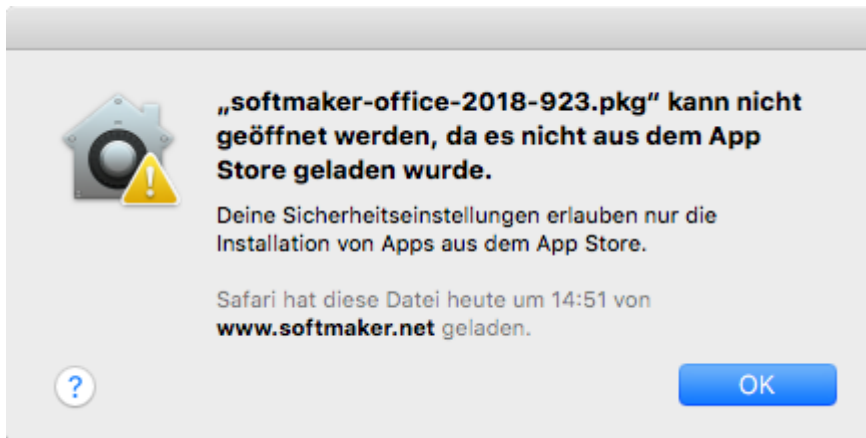 „softmaker-office-2018-923.pkg“ kann nicht
geöffnet werden, da es nicht aus dem App
Store geladen wurde.
Deine Sicherheitseinstellungen erlauben nur die
Installation von Apps aus dem App Store.
Safari hat diese Datei heute um 14:51 von
www.softmaker.net geladen.
?
OK